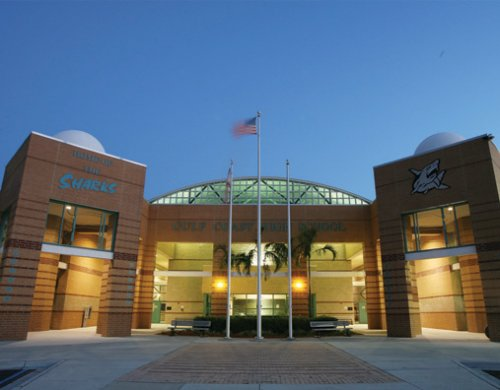 HOME OF
THE
SHARKS
GULF COAST HIGH SCHOOL